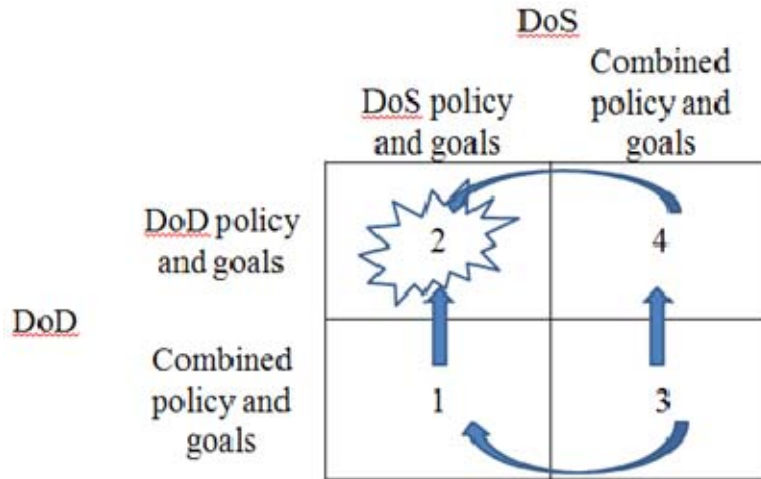 DoS
Combined
policy and
goals
DoS policy
and goals
DoD policy
and goals
2
4
DoD
Combined
policy and
goals
1
3